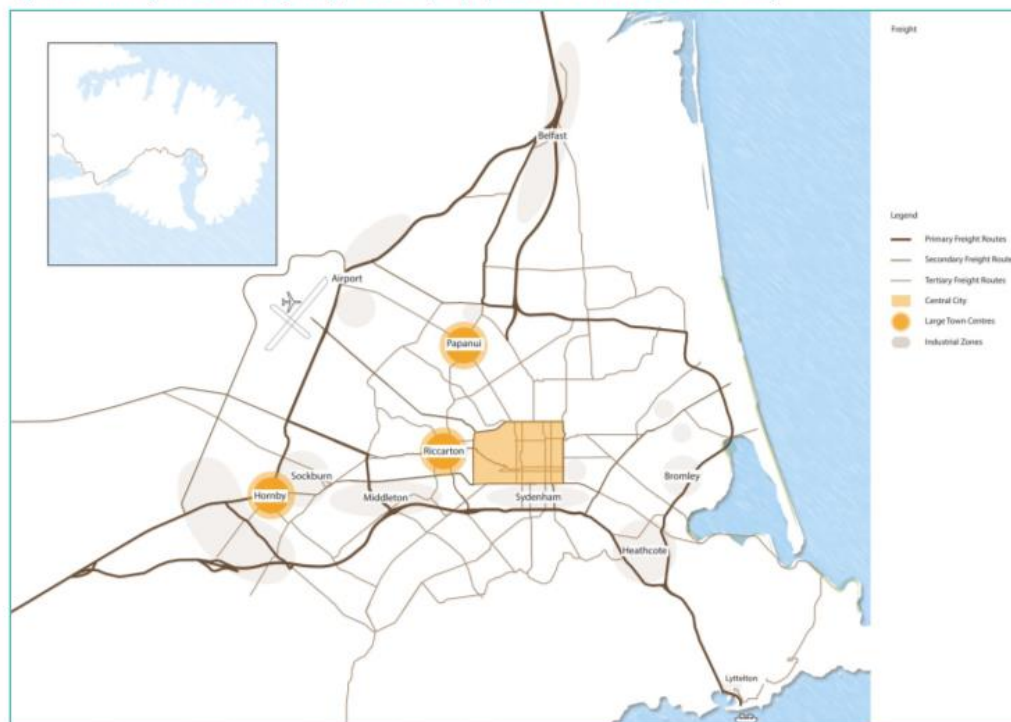 Freight
Belfast
Legend
Primary Freight Routes
Secondary Freight Route
Tertiary Freight Routes
Airport
Central City
Large Town Centres
Papanui
Industrial Zones
Riccarton
Sockburn
Bromley
Hornby
Middleton
Sydenham
Heathcote
Lyttelton